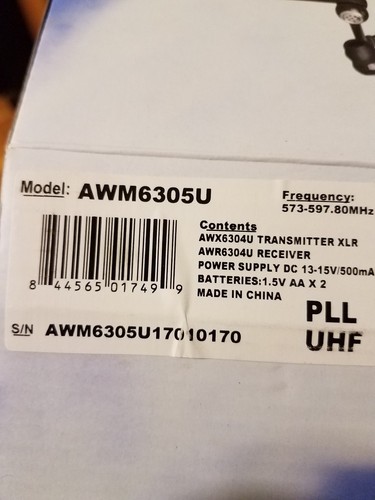 Model: AWM6305U
Frequency:
573-597.80MHz
Contents
AWX6304U TRANSMITTER XLR
AWR6304U RECEIVER
POWER SUPPLY DC 13-15V/500mA
BATTERIES:1.5V AA X 2
MADE IN CHINA
8 44565 01749 9
PLL
UHF
S/N AWM6305U17010170